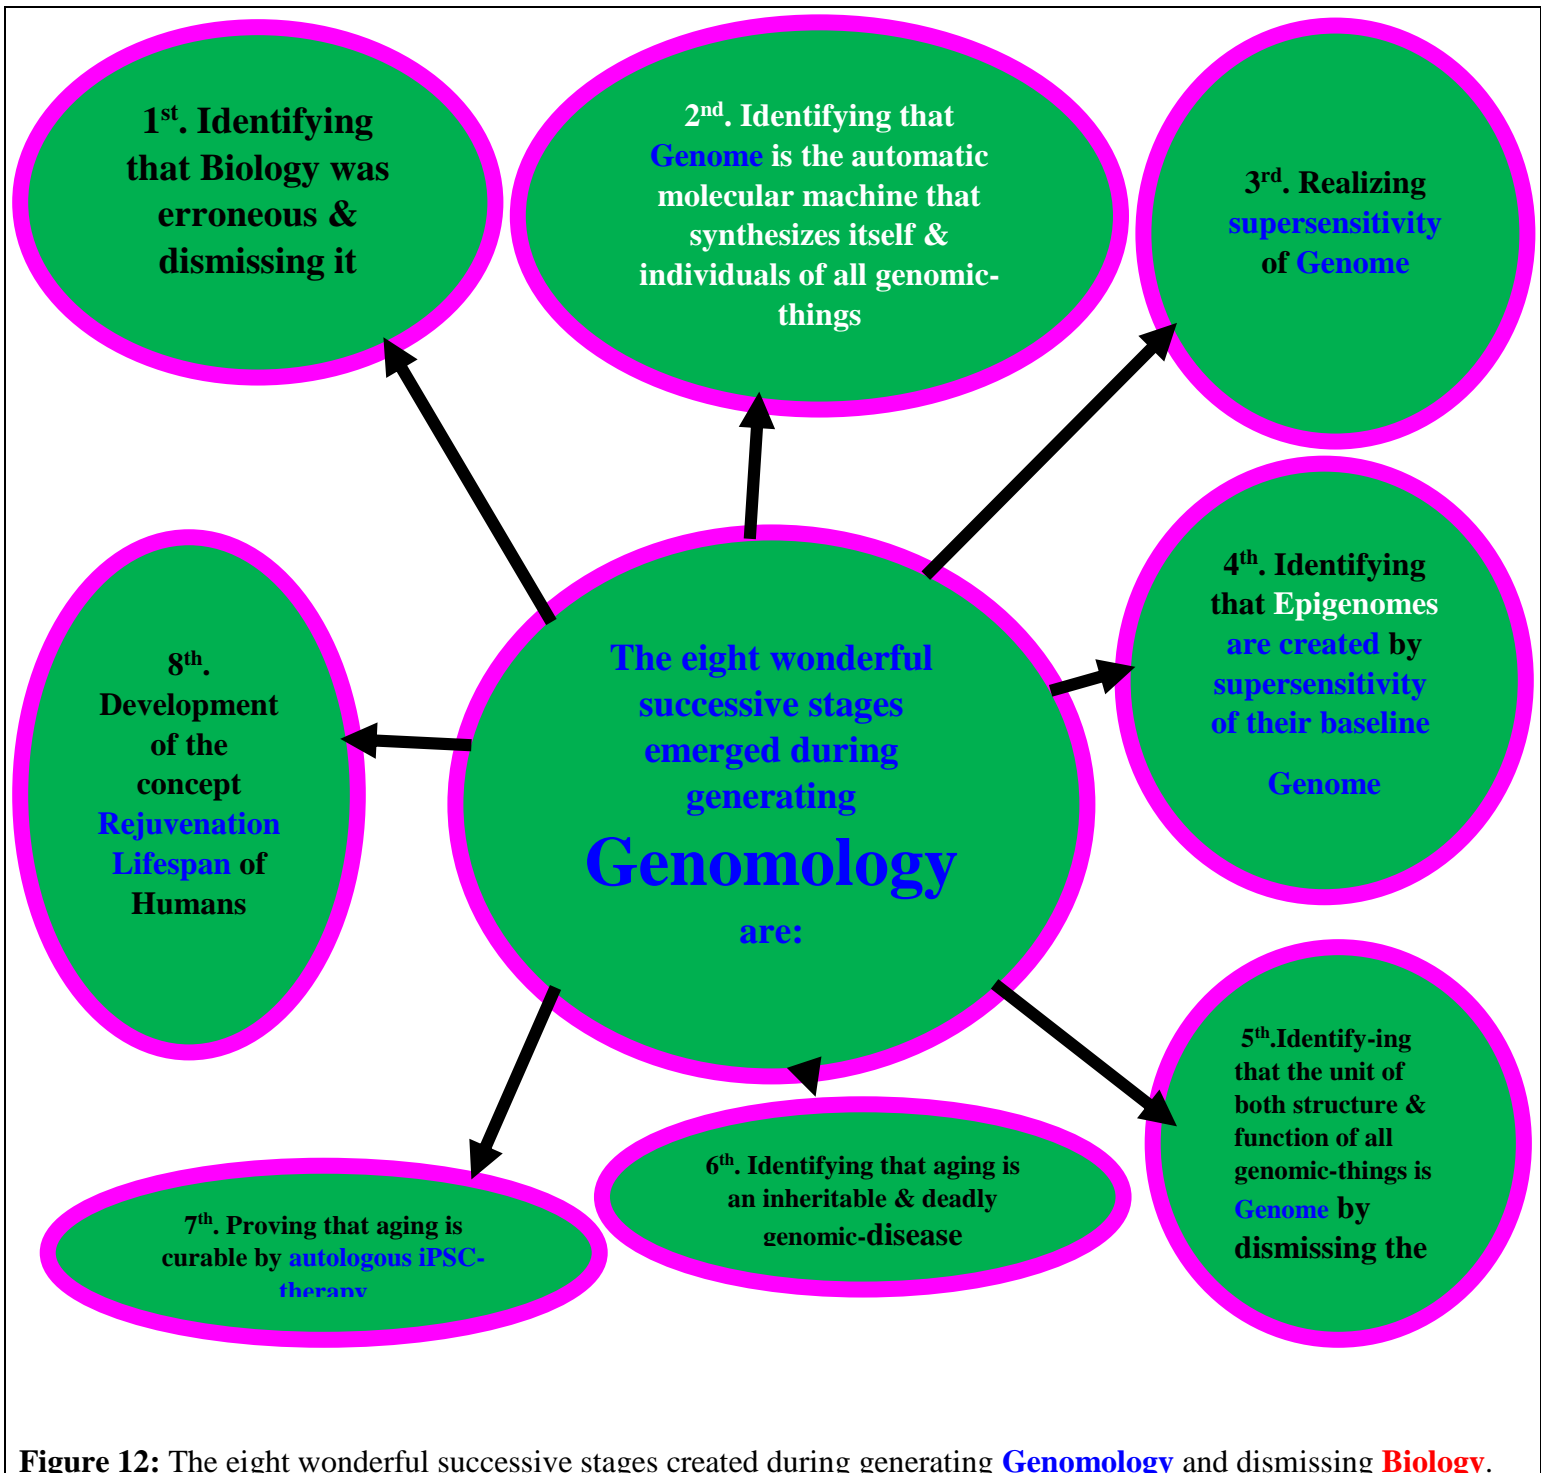 1st. Identifying
that Biology was
erroneous &
dismissing it
2nd. Identifying that
Genome is the automatic
molecular machine that
synthesizes itself &
individuals of all genomic-
things
3rd. Realizing
supersensitivity
of Genome
4th. Identifying
that Epigenomes
are created by
supersensitivity
of their baseline
Genome
The eight wonderful
successive stages
emerged during
generating
Genomology
are:
8th.
Development
of the
concept
Rejuvenation
Lifespan of
Humans
5th.Identify-ing
that the unit of
both structure &
function of all
genomic-things is
Genome by
dismissing the
6th. Identifying that aging is
an inheritable & deadly
genomic-disease
7th. Proving that aging is
curable by autologous iPSC-
therapy
Figure 12: The eight wonderful successive stages created during generating Genomology and dismissing Biology.